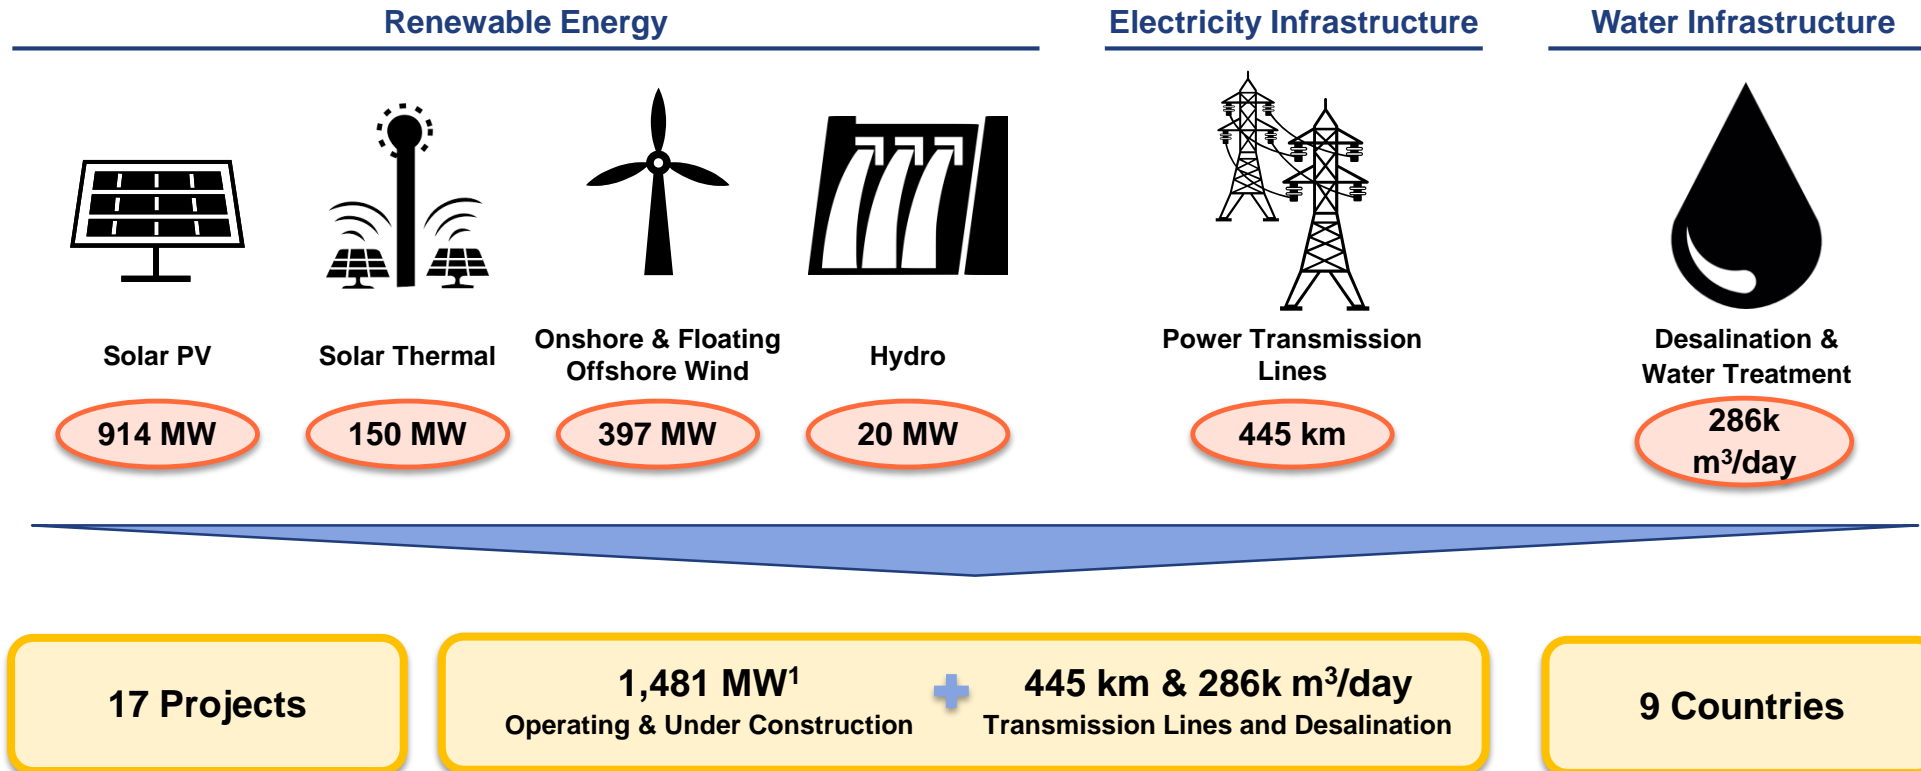 Renewable Energy
Electricity Infrastructure
Water Infrastructure
Solar PV
Solar Thermal
Onshore & Floating
Offshore Wind
Hydro
Power Transmission
Lines
Desalination &
Water Treatment
914 MW
150 MW
397 MW
20 MW
445 km
286k
m³/day
17 Projects
1,481 MW¹
Operating & Under Construction
445 km & 286k m³/day
Transmission Lines and Desalination
9 Countries